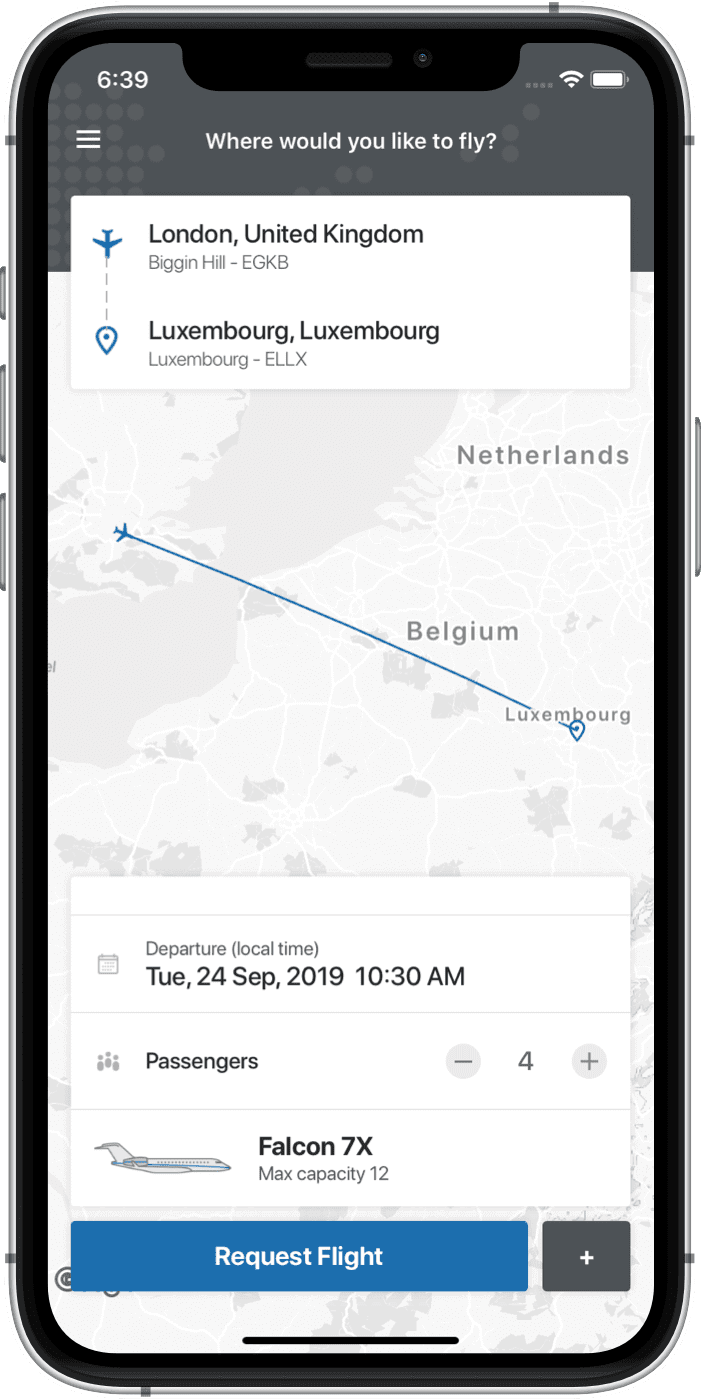 6:39
Where would you like to fly?
London, United Kingdom
Biggin Hill - EGKB
Luxembourg, Luxembourg
Luxembourg - ELLX
Netherlands
Belgium
Luxembourg
Departure (local time)
Tue, 24 Sep, 2019 10:30 AM
Passengers
− 4 +
Falcon 7X
Max capacity 12
Request Flight
+